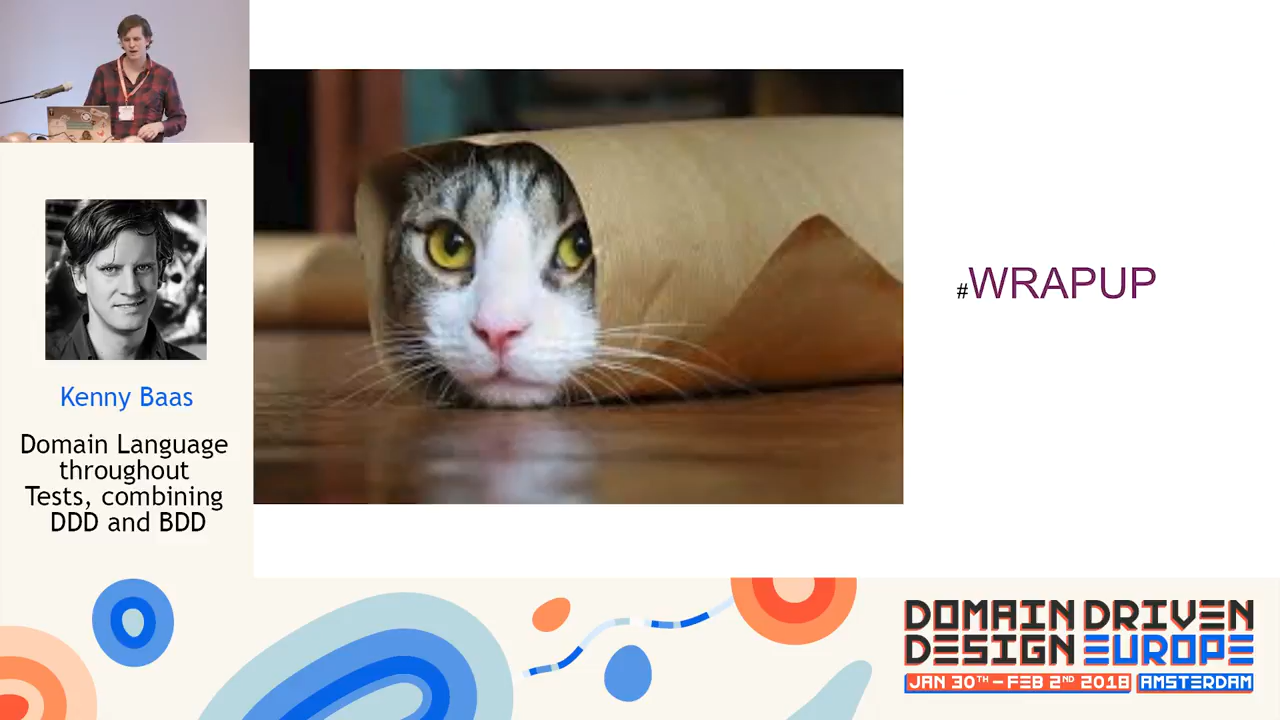 #WRAPUP
Kenny Baas
Domain Language
throughout
Tests, combining
DDD and BDD
DOMAIN DRIVEN
DESIGN EUROPE
JAN 30TH - FEB 2ND 2018 AMSTERDAM